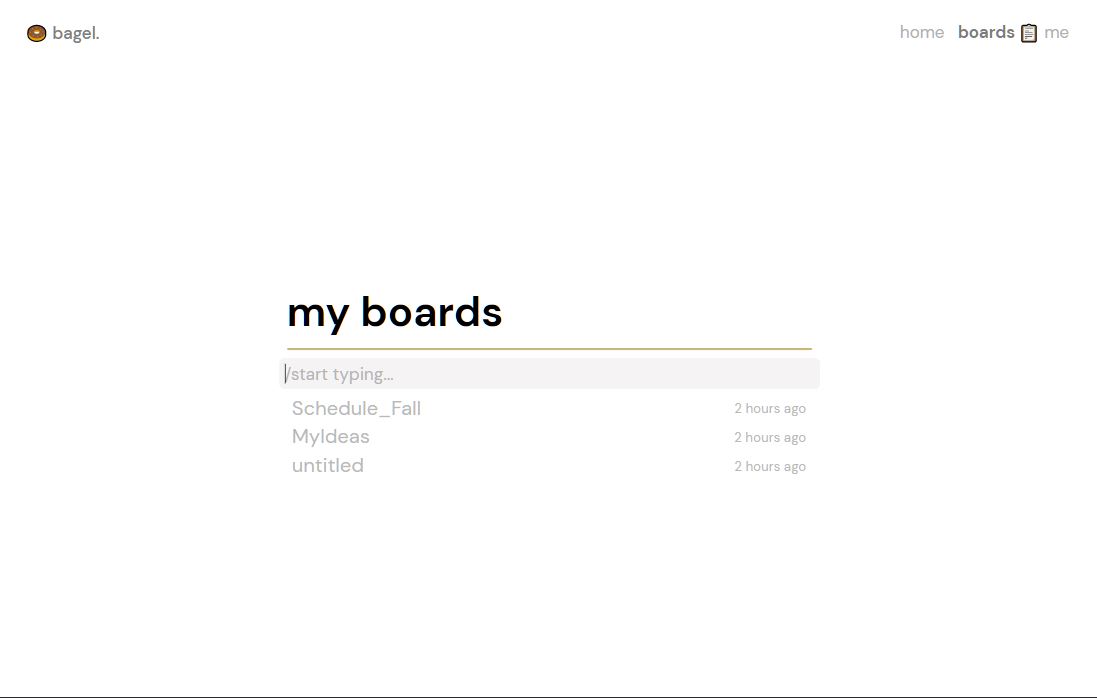 bagel.
home boards me
my boards
/start typing...
Schedule_Fall 2 hours ago
MyIdeas 2 hours ago
untitled 2 hours ago